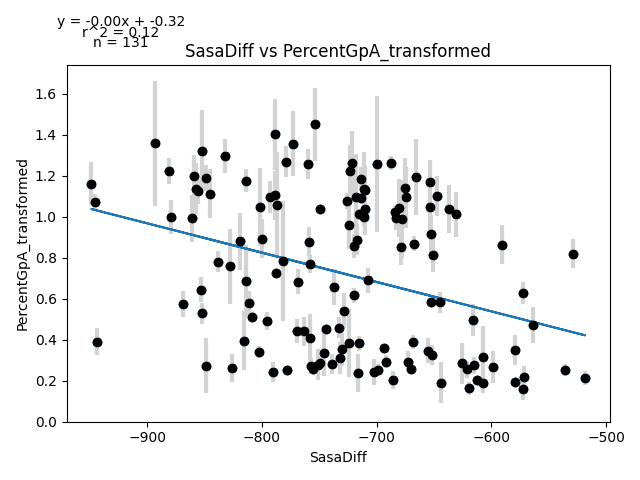 y = -0.00x + -0.32
r^2 = 0.12
n = 131
SasaDiff vs PercentGpA_transformed
PercentGpA_transformed
1.6
1.4
1.2
1.0
0.8
0.6
0.4
0.2
0.0
−900 −800 −700 −600 −500
SasaDiff